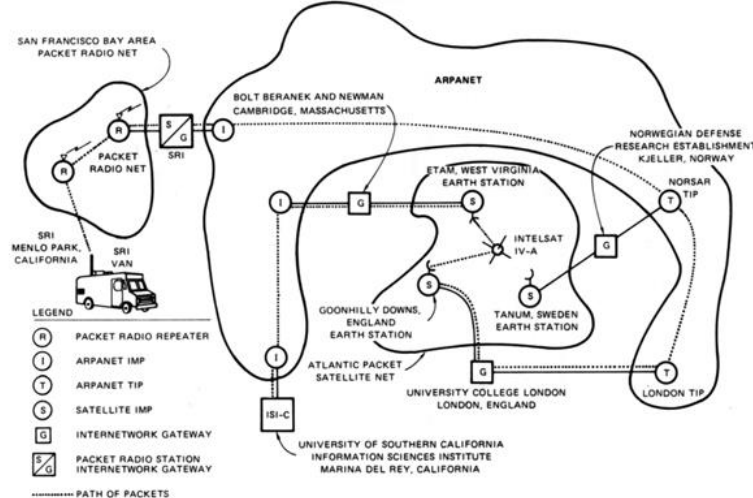 SAN FRANCISCO BAY AREA
PACKET RADIO NET
ARPANET
BOLT BERANEK AND NEWMAN
CAMBRIDGE, MASSACHUSETTS
NORWEGIAN DEFENSE
RESEARCH ESTABLISHMENT
KJELLER, NORWAY
R
S/G
I
PACKET
RADIO NET
SRI
R
ETAM, WEST VIRGINIA
EARTH STATION
NORSAR
TIP
I
G
S
T
SRI
MENLO PARK,
CALIFORNIA
SRI
VAN
INTELSAT
IV-A
G
S
S
GOONHILLY DOWNS,
ENGLAND
EARTH STATION
TANUM, SWEDEN
EARTH STATION
ATLANTIC PACKET
SATELLITE NET
I
G
T
UNIVERSITY COLLEGE LONDON
LONDON, ENGLAND
LONDON TIP
ISI-C
UNIVERSITY OF SOUTHERN CALIFORNIA
INFORMATION SCIENCES INSTITUTE
MARINA DEL REY, CALIFORNIA
LEGEND
R PACKET RADIO REPEATER
I ARPANET IMP
T ARPANET TIP
S SATELLITE IMP
G INTERNETWORK GATEWAY
S/G PACKET RADIO STATION
INTERNETWORK GATEWAY
PATH OF PACKETS